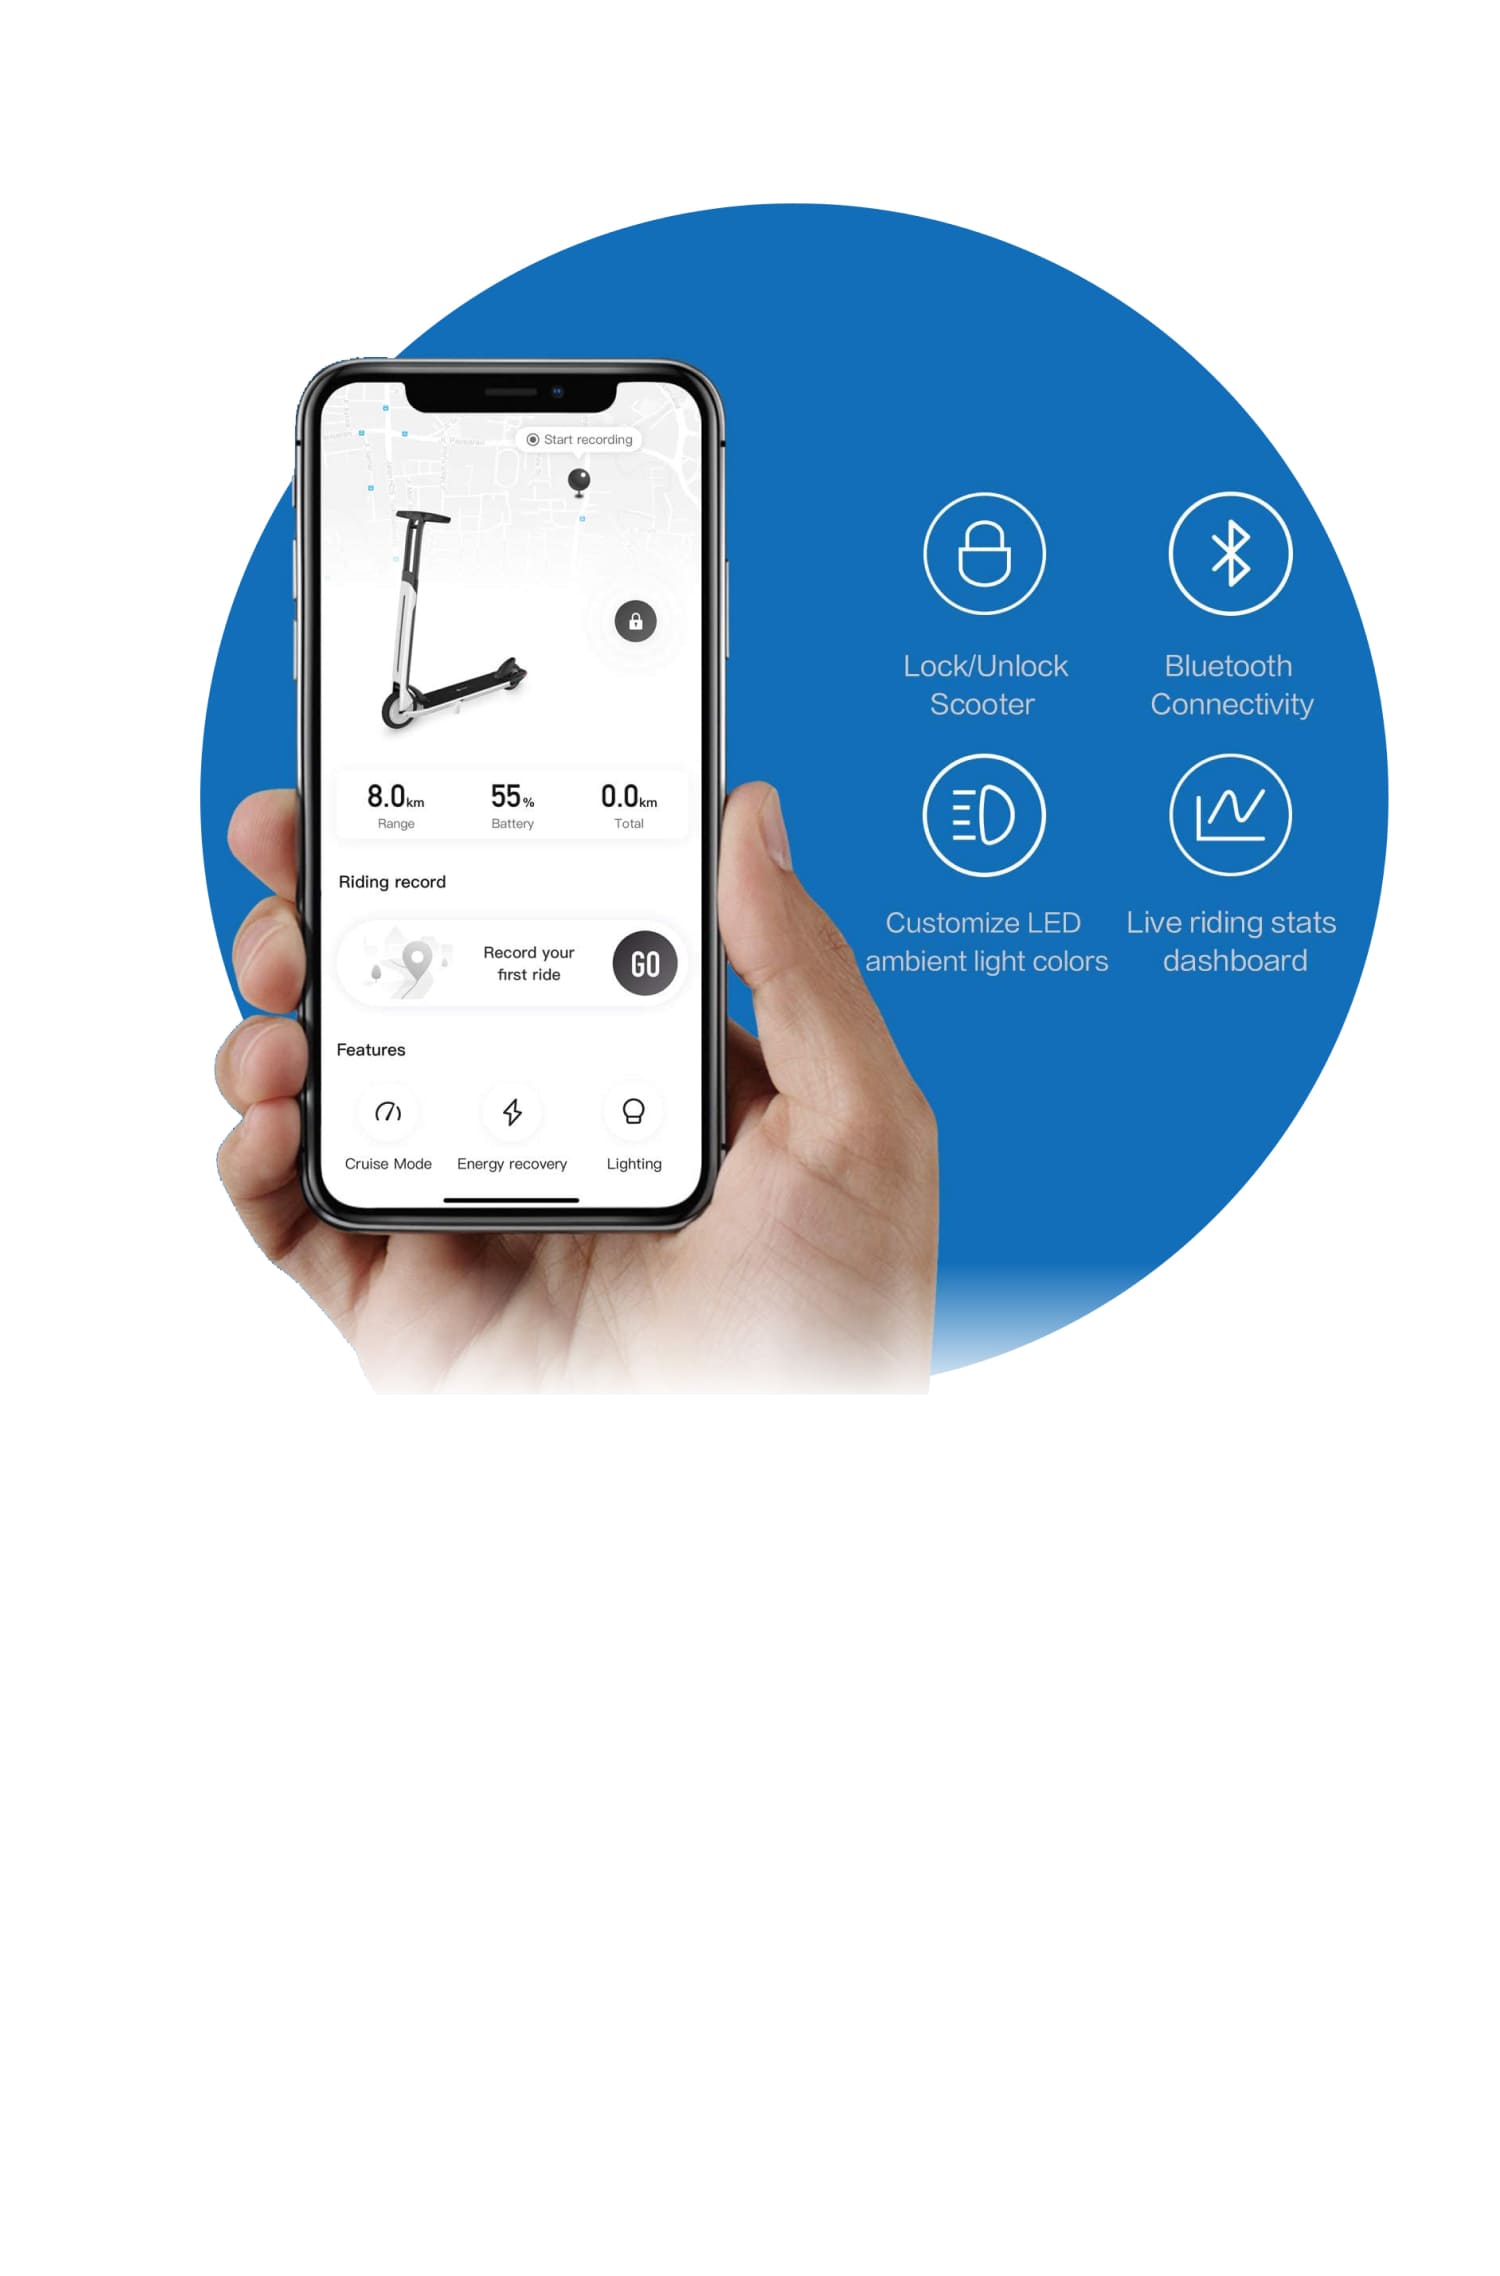 Start recording
8.0km
55%
0.0km
Range
Battery
Total
Riding record
Record your
first ride
GO
Features
Cruise Mode
Energy recovery
Lighting
Lock/Unlock
Scooter
Bluetooth
Connectivity
Customize LED
ambient light colors
Live riding stats
dashboard